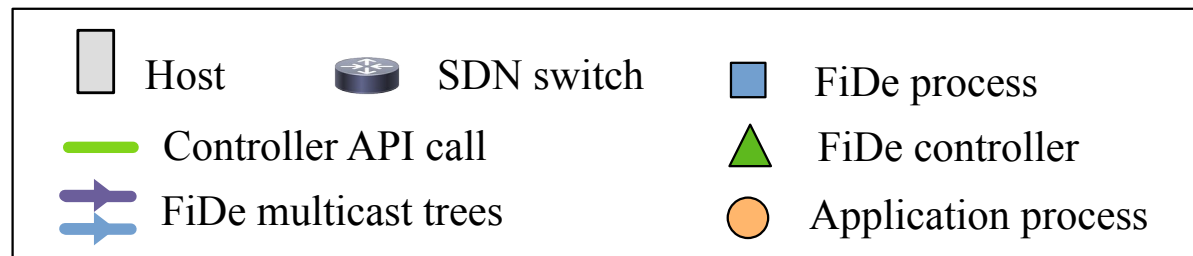 Host
SDN switch
FiDe process
Controller API call
FiDe controller
FiDe multicast trees
Application process